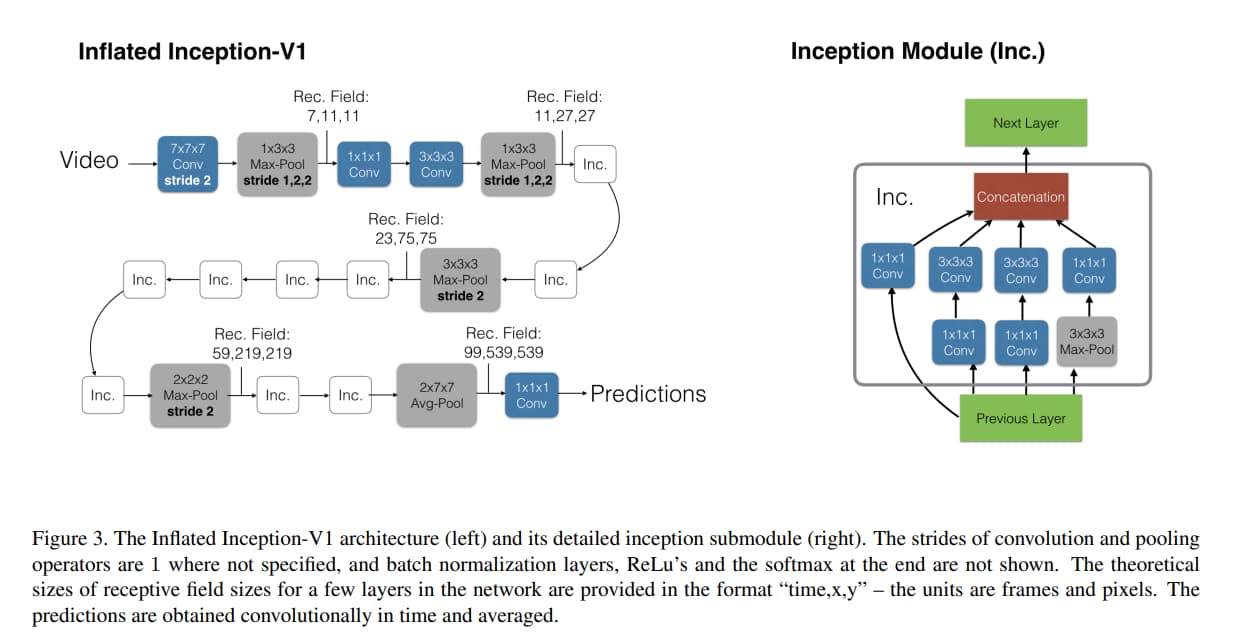 Inflated Inception-V1
Rec. Field:
7,11,11
Rec. Field:
11,27,27
Video
7x7x7
Conv
stride 2
1x3x3
Max-Pool
stride 1,2,2
1x1x1
Conv
3x3x3
Conv
1x3x3
Max-Pool
stride 1,2,2
Inc.
Rec. Field:
23,75,75
Inc.
Inc.
Inc.
Inc.
3x3x3
Max-Pool
stride 2
Inc.
Rec. Field:
59,219,219
Rec. Field:
99,539,539
Inc.
2x2x2
Max-Pool
stride 2
Inc.
Inc.
2x7x7
Avg-Pool
1x1x1
Conv
Predictions
Inception Module (Inc.)
Next Layer
Inc.
Concatenation
1x1x1
Conv
3x3x3
Conv
3x3x3
Conv
1x1x1
Conv
1x1x1
Conv
1x1x1
Conv
3x3x3
Max-Pool
Previous Layer
Figure 3. The Inflated Inception-V1 architecture (left) and its detailed inception submodule (right). The strides of convolution and pooling
operators are 1 where not specified, and batch normalization layers, ReLu’s and the softmax at the end are not shown. The theoretical
sizes of receptive field sizes for a few layers in the network are provided in the format “time,x,y” – the units are frames and pixels. The
predictions are obtained convolutionally in time and averaged.